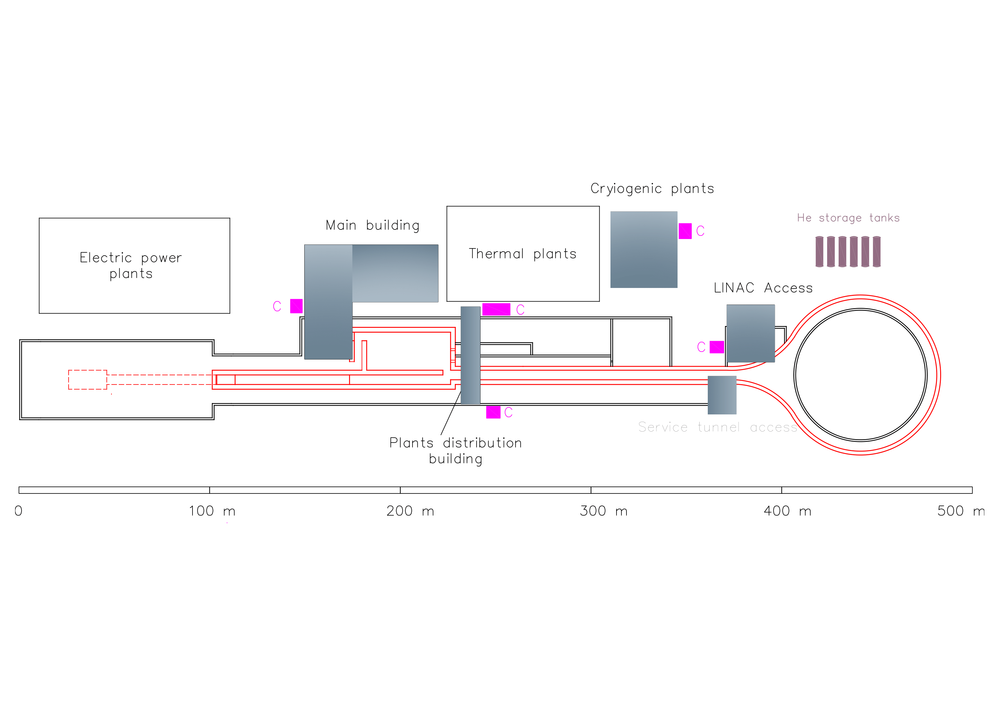 Cryiogenic plants
He storage tanks
Main building
C
Thermal plants
Electric power
plants
LINAC Access
C
C
C
C
Service tunnel access
Plants distribution
building
0
100 m
200 m
300 m
400 m
500 m